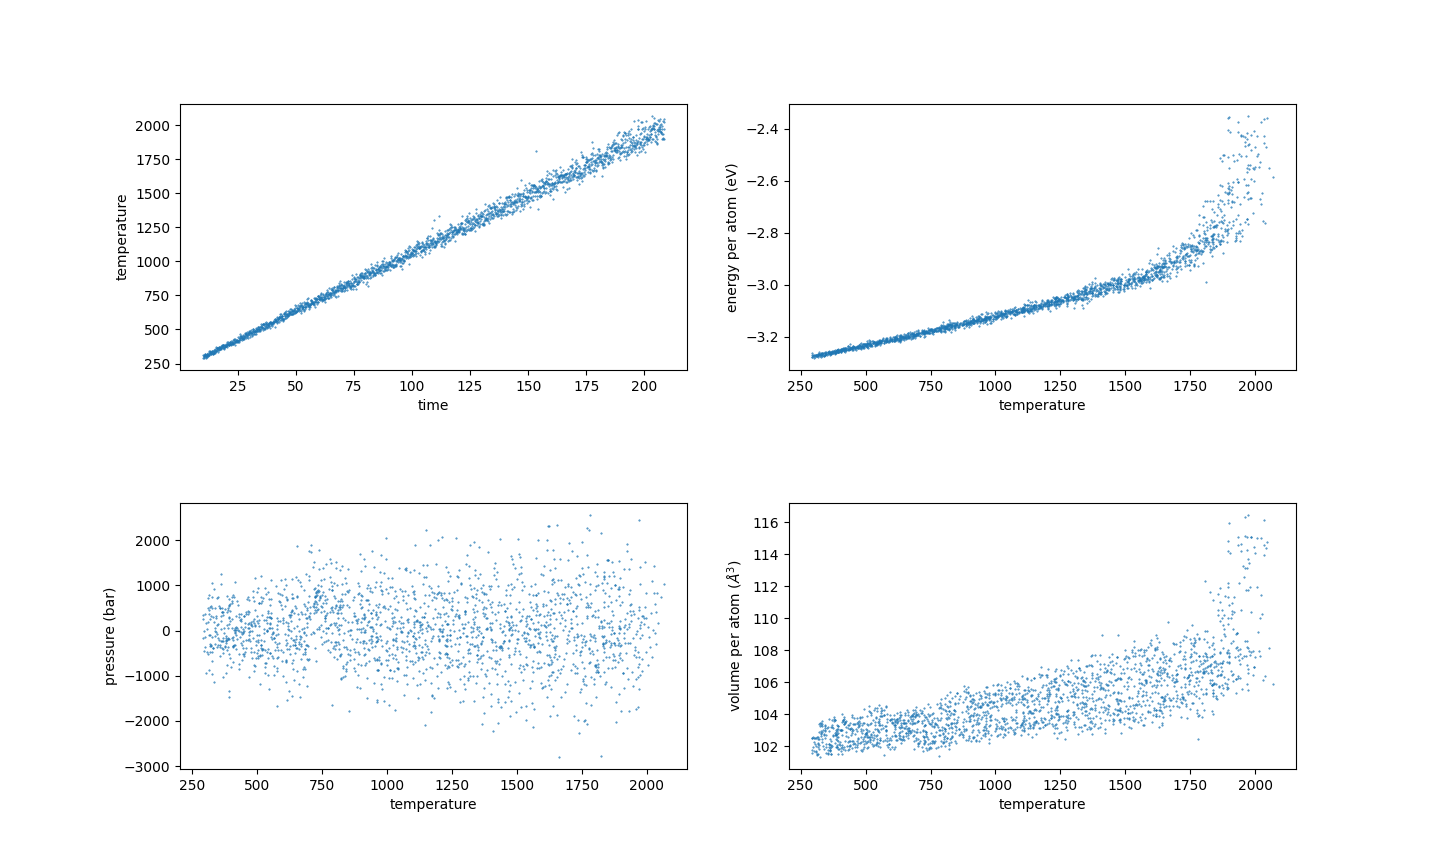 2000
1750
1500
1250
1000
750
500
250
temperature
25 50 75 100 125 150 175 200
time
−2.4
−2.6
−2.8
−3.0
−3.2
energy per atom (eV)
250 500 750 1000 1250 1500 1750 2000
temperature
2000
1000
0
−1000
−2000
−3000
pressure (bar)
250 500 750 1000 1250 1500 1750 2000
temperature
116
114
112
110
108
106
104
102
volume per atom (Å³)
250 500 750 1000 1250 1500 1750 2000
temperature